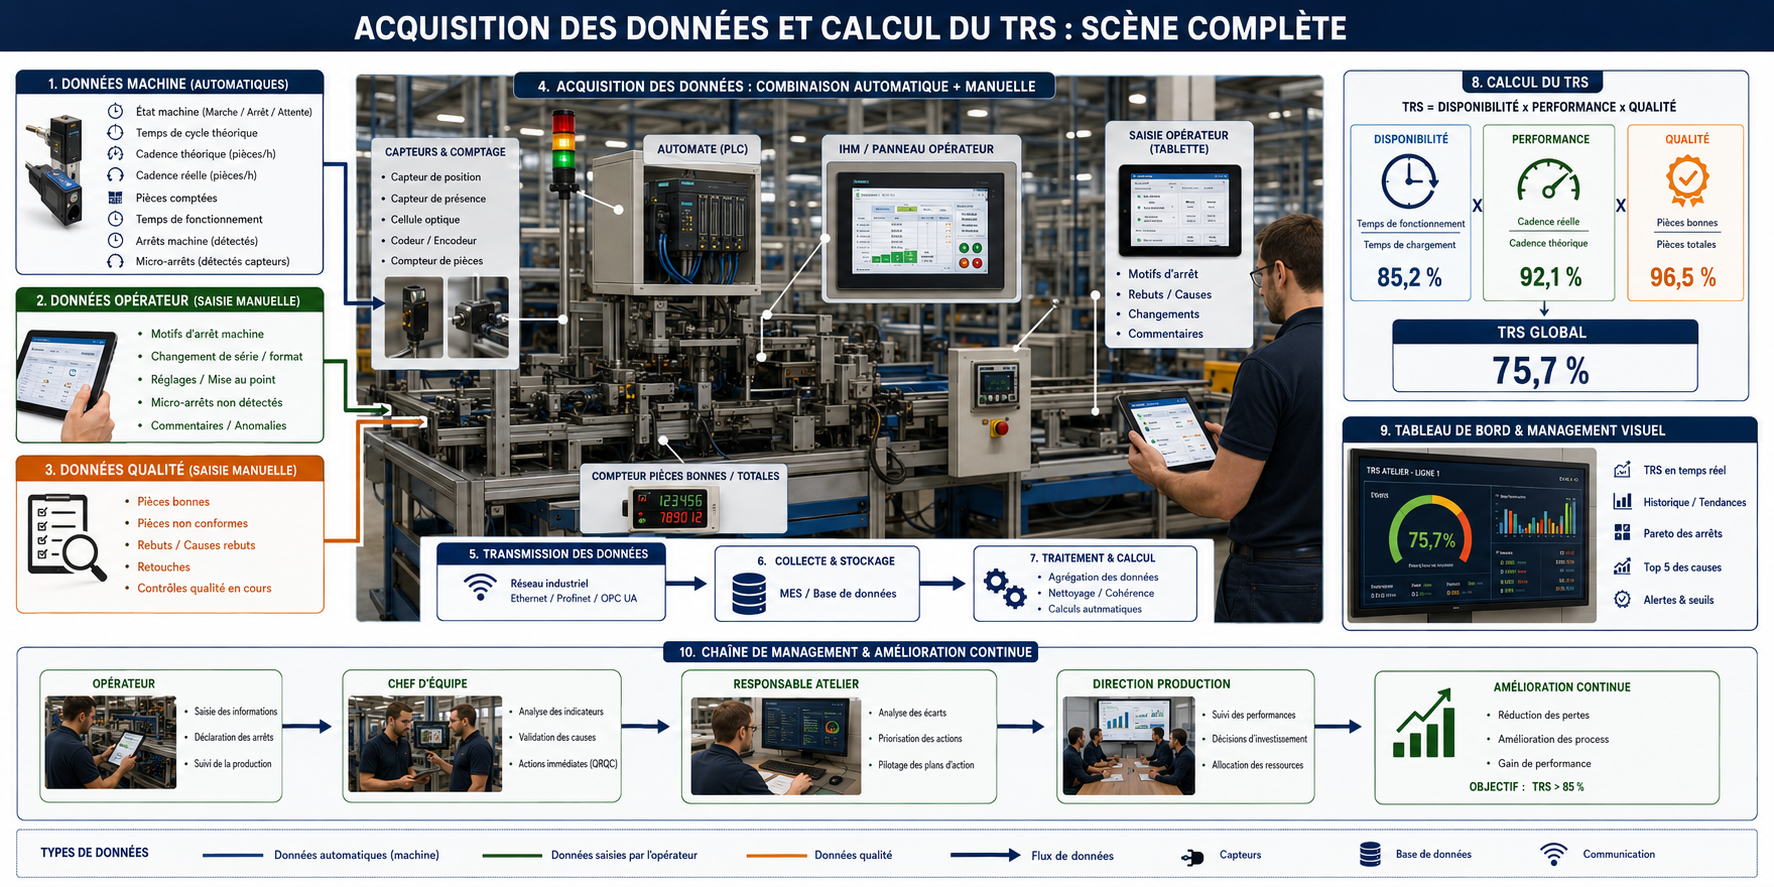 ACQUISITION DES DONNÉES ET CALCUL DU TRS : SCÈNE COMPLÈTE
1. DONNÉES MACHINE (AUTOMATIQUES)
État machine (Marche / Arrêt / Attente)
Temps de cycle théorique
Cadence théorique (pièces/h)
Cadence réelle (pièces/h)
Pièces comptées
Temps de fonctionnement
Arrêts machine (détectés)
Micro-arrêts (détectés capteurs)
2. DONNÉES OPÉRATEUR (SAISIE MANUELLE)
• Motifs d'arrêt machine
• Changement de série / format
• Réglages / Mise au point
• Micro-arrêts non détectés
• Commentaires / Anomalies
3. DONNÉES QUALITÉ (SAISIE MANUELLE)
• Pièces bonnes
• Pièces non conformes
• Rebuts / Causes rebuts
• Retouches
• Contrôles qualité en cours
4. ACQUISITION DES DONNÉES : COMBINAISON AUTOMATIQUE + MANUELLE
CAPTEURS & COMPTAGE
• Capteur de position
• Capteur de présence
• Cellule optique
• Codeur / Encodeur
• Compteur de pièces
AUTOMATE (PLC)
IHM / PANNEAU OPÉRATEUR
SAISIE OPÉRATEUR
(TABLETTE)
• Motifs d'arrêt
• Rebuts / Causes
• Changements
• Commentaires
COMPTEUR PIÈCES BONNES / TOTALES
123456
789012
5. TRANSMISSION DES DONNÉES
Réseau industriel
Ethernet / Profinet / OPC UA
6. COLLECTE & STOCKAGE
MES / Base de données
7. TRAITEMENT & CALCUL
• Agrégation des données
• Nettoyage / Cohérence
• Calculs autnmatiques
8. CALCUL DU TRS
TRS = DISPONIBILITÉ x PERFORMANCE x QUALITÉ
DISPONIBILITÉ
Temps de fonctionnement
Temps de chargement
85,2 %
X
PERFORMANCE
Cadence réelle
Cadence théorique
92,1 %
X
QUALITÉ
Pièces bonnes
Pièces totales
96,5 %
TRS GLOBAL
75,7 %
9. TABLEAU DE BORD & MANAGEMENT VISUEL
TRS ATELIER - LIGNE 1
75,7%
TRS en temps réel
Historique / Tendances
Pareto des arrêts
Top 5 des causes
Alertes & seuils
10. CHAÎNE DE MANAGEMENT & AMÉLIORATION CONTINUE
OPÉRATEUR
• Saisie des informations
• Déclaration des arrêts
• Suivi de la production
CHEF D'ÉQUIPE
• Analyse des indicateurs
• Validation des causes
• Actions immédiates (QRQC)
RESPONSABLE ATELIER
• Analyse des écarts
• Priorisation des actions
• Pilotage des plans d'action
DIRECTION PRODUCTION
• Suivi des performances
• Décisions d'investissement
• Allocation des ressources
AMÉLIORATION CONTINUE
• Réduction des pertes
• Amélioration des process
• Gain de performance
OBJECTIF : TRS > 85 %
TYPES DE DONNÉES
Données automatiques (machine)
Données saisies par l'opérateur
Données qualité
Flux de données
Capteurs
Base de données
Communication